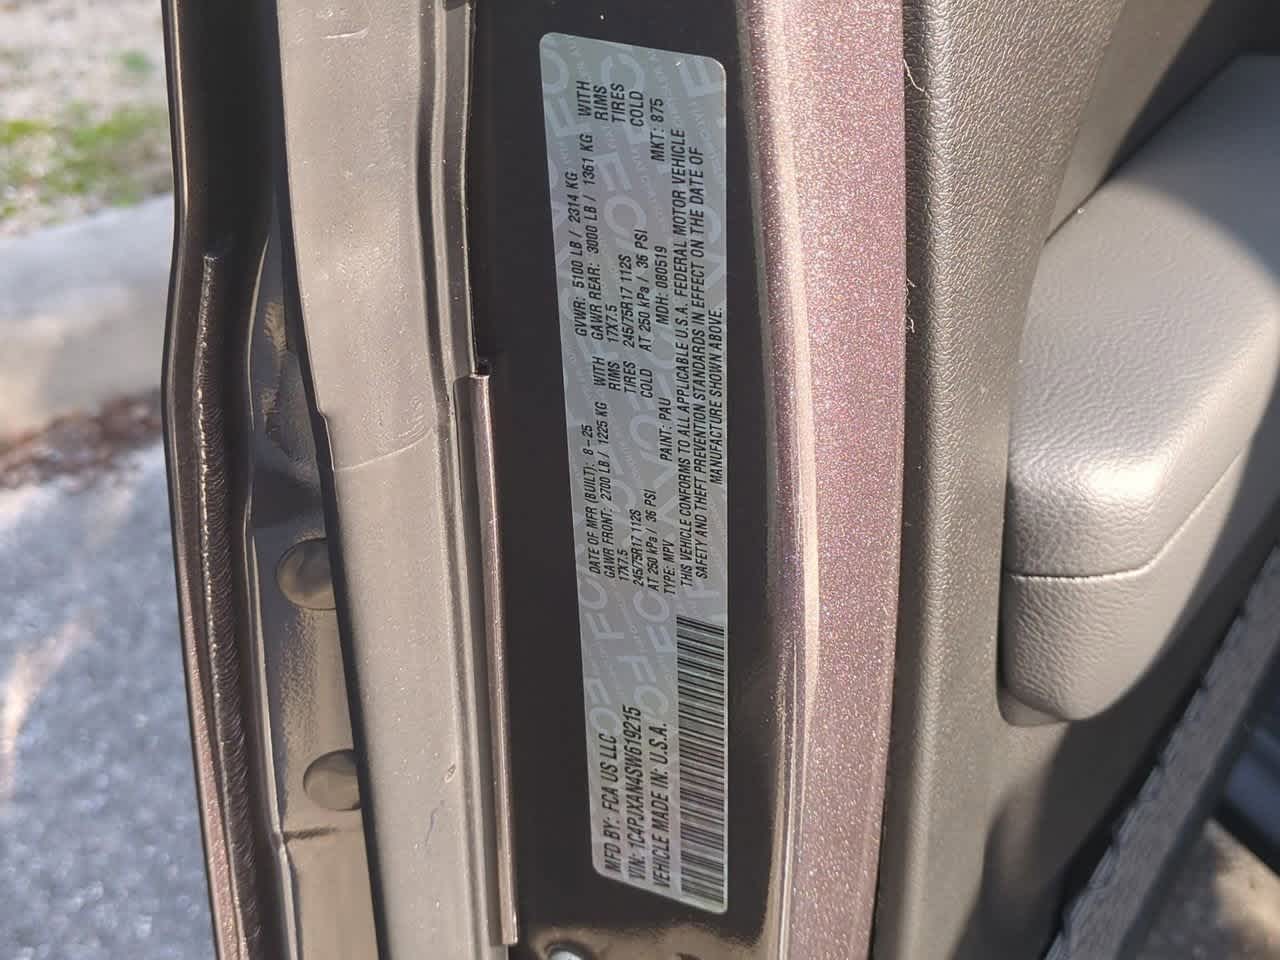 MFD BY: FCA US LLC
DATE OF MFR (BUILT): 8-25
GVWR: 5100 LB / 2314 KG
GAWR FRONT: 2700 LB / 1225 KG WITH
GAWR REAR: 3000 LB / 1361 KG WITH
17X7.5 RIMS
17X7.5 RIMS
245/75R17 112S TIRES
245/75R17 112S TIRES
AT 250 kPa / 36 PSI COLD
AT 250 kPa / 36 PSI COLD
VIN: 1C4PJXAN4SW619215
TYPE: MPV
PAINT: PAU
MDH: 080519
MKT: 875
VEHICLE MADE IN: U.S.A.
THIS VEHICLE CONFORMS TO ALL APPLICABLE U.S.A. FEDERAL MOTOR VEHICLE
SAFETY AND THEFT PREVENTION STANDARDS IN EFFECT ON THE DATE OF
MANUFACTURE SHOWN ABOVE.